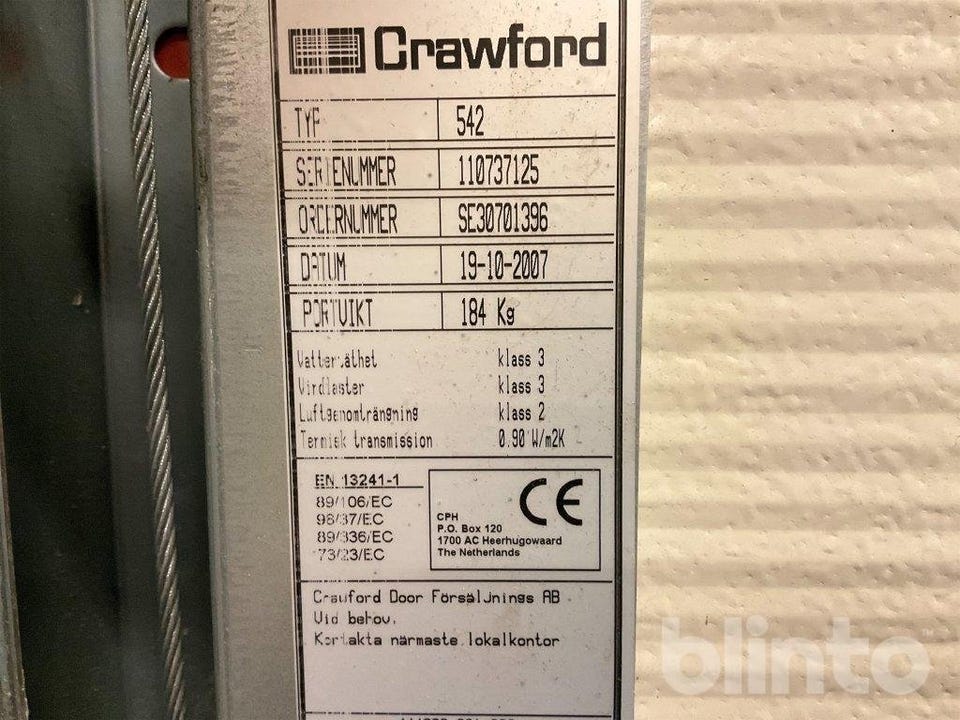 Crawford
TYP 542
SERIENUMMER 110737125
ORDERNUMMER SE30701396
DATUM 19-10-2007
PORTVIKT 184 Kg
Vattentäthet klass 3
Vindlaster klass 3
Luftgenomträngning klass 2
Termisk transmission 0.90 W/m2K
EN 13241-1
89/106/EC
98/37/EC
89/336/EC
73/23/EC
CE
CPH
P.O. Box 120
1700 AC Heerhugowaard
The Netherlands
Crawford Door Försäljnings AB
Vid behov.
Kontakta närmaste lokalkontor
blinto